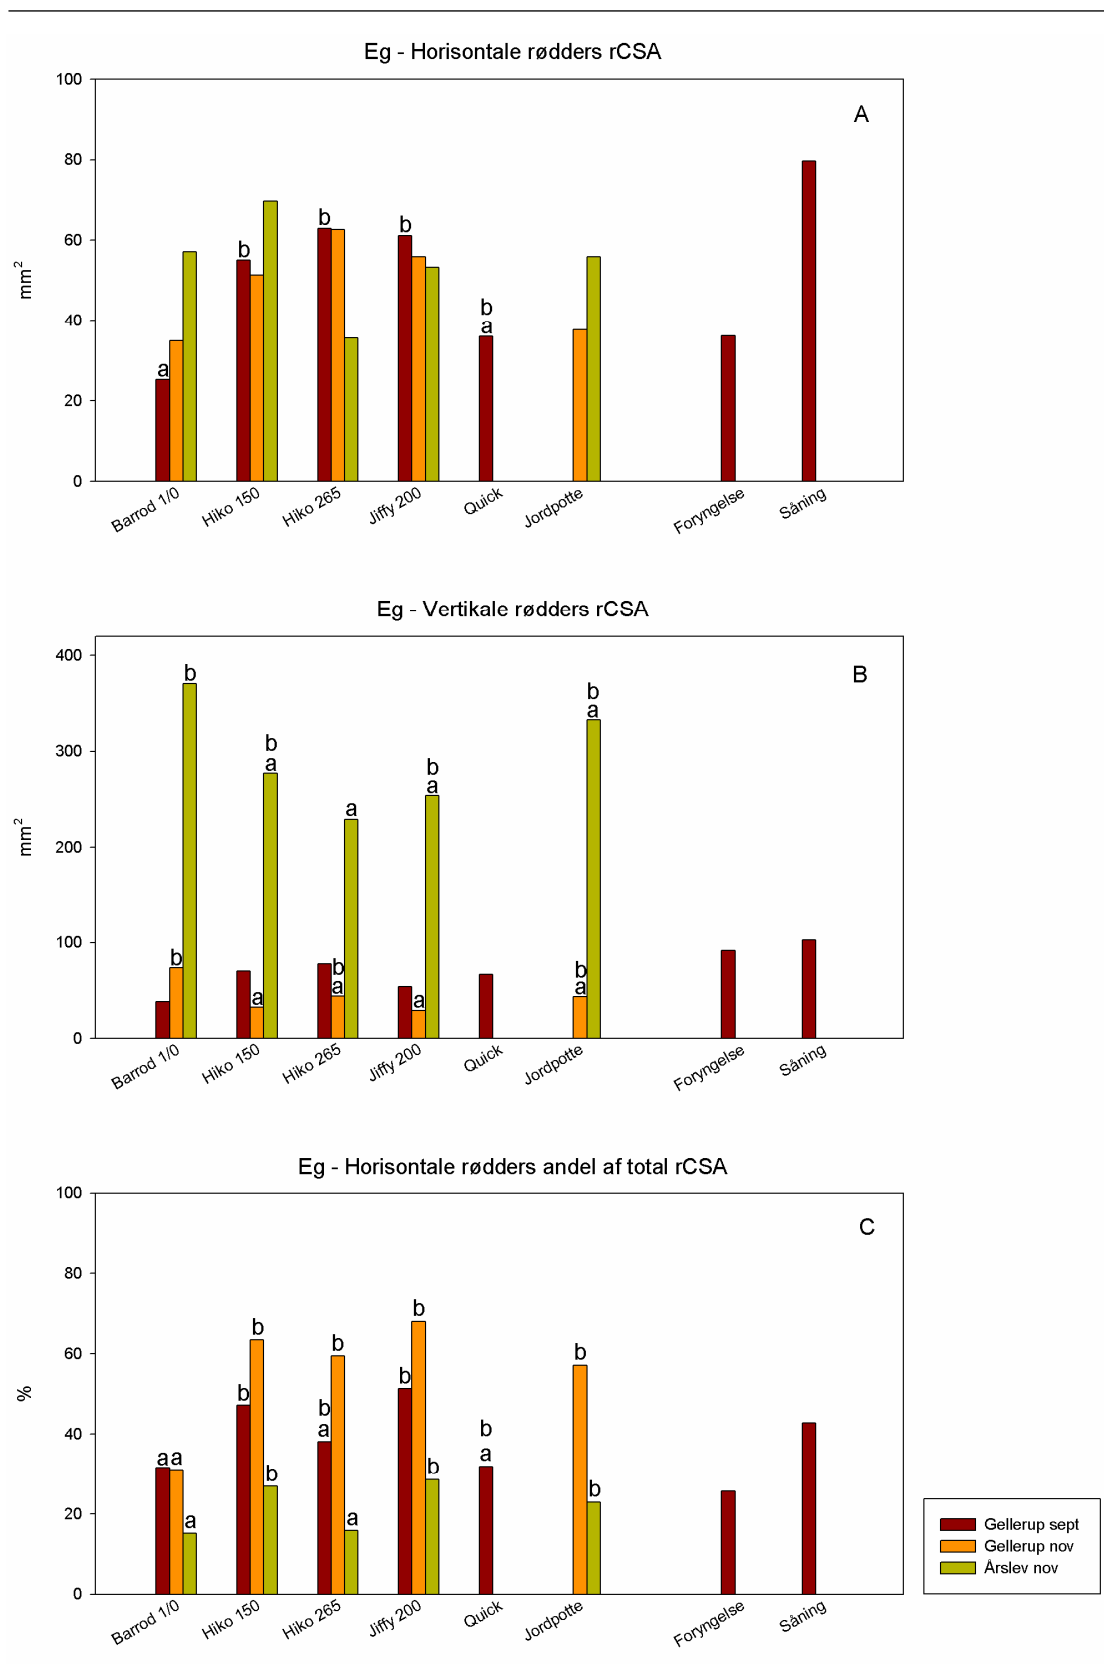 Eg - Horisontale rødders rCSA
A
100
80
60
40
20
0
mm²
a
b
b
b
b
a
Barrod 1/0
Hiko 150
Hiko 265
Jiffy 200
Quick
Jordpotte
Foryngelse
Såning
Eg - Vertikale rødders rCSA
B
400
300
200
100
0
mm²
b
b
b
a
a
b
a
a
b
a
b
a
b
a
b
a
Barrod 1/0
Hiko 150
Hiko 265
Jiffy 200
Quick
Jordpotte
Foryngelse
Såning
Eg - Horisontale rødders andel af total rCSA
C
100
80
60
40
20
0
%
a a
a
b
b
b
b
a
b
a
b
b
b
b
a
b
b
Barrod 1/0
Hiko 150
Hiko 265
Jiffy 200
Quick
Jordpotte
Foryngelse
Såning
Gellerup sept
Gellerup nov
Årslev nov